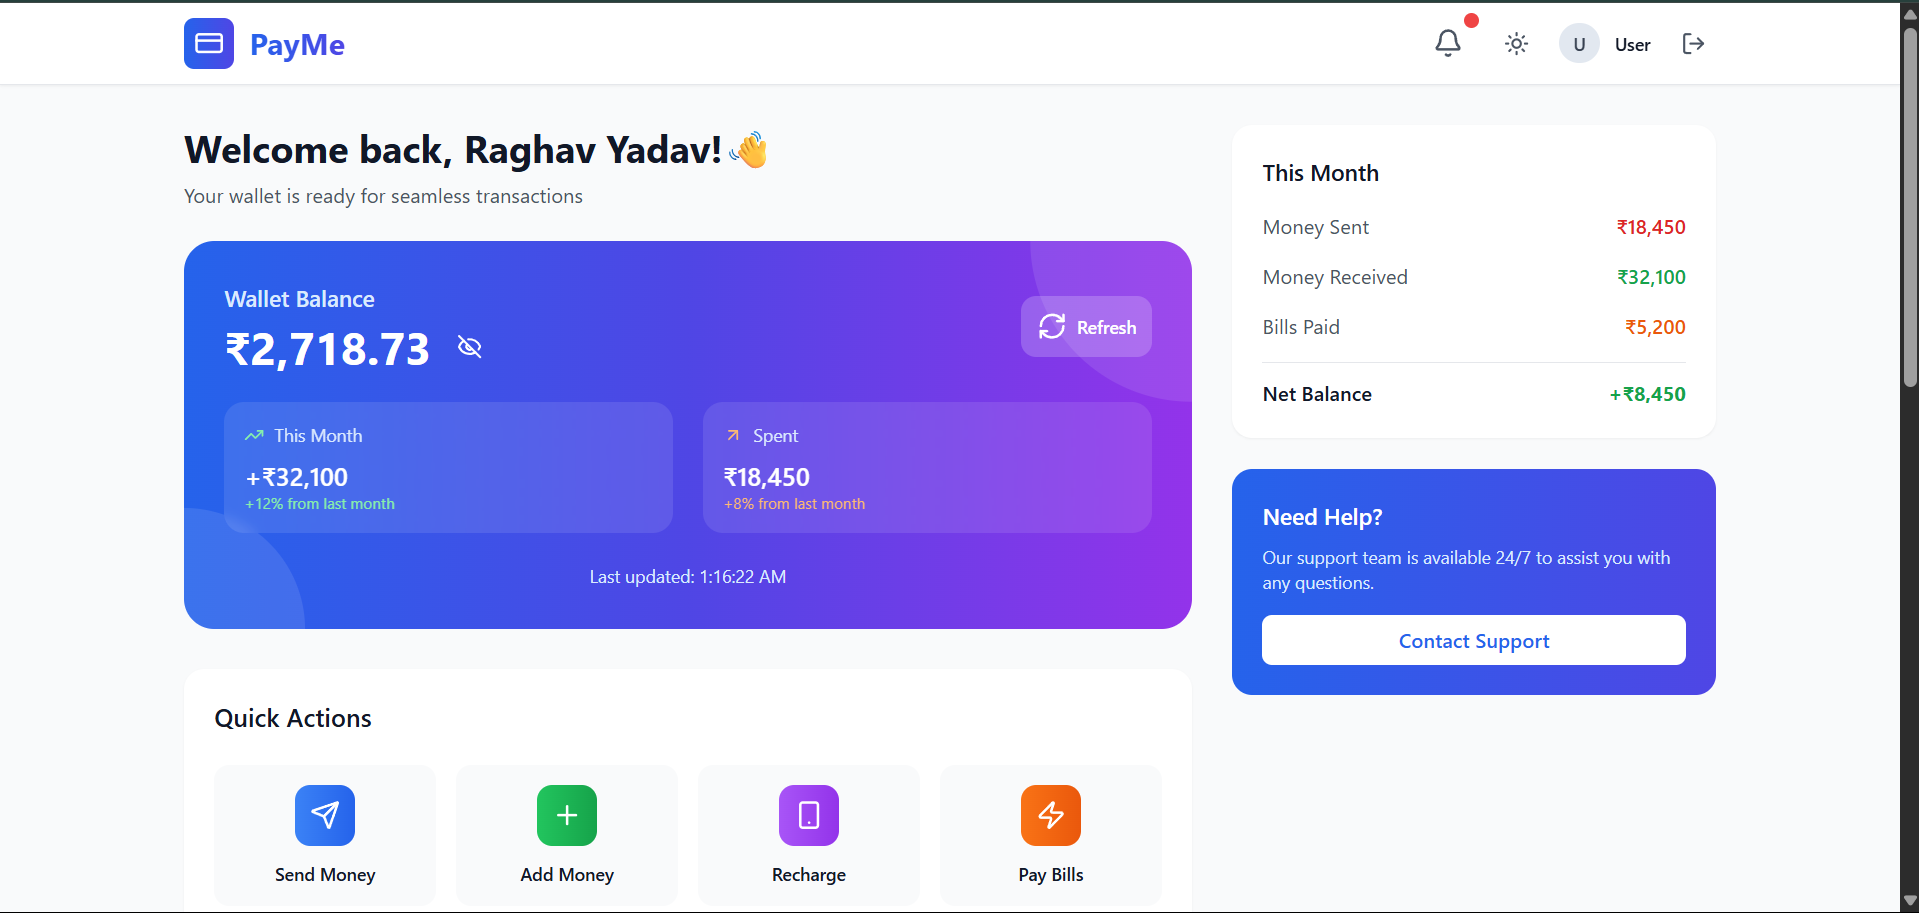 PayMe
U
User
Welcome back, Raghav Yadav! 👋
Your wallet is ready for seamless transactions
Wallet Balance
₹2,718.73
Refresh
This Month
+₹32,100
+12% from last month
Spent
₹18,450
+8% from last month
Last updated: 1:16:22 AM
Quick Actions
Send Money
Add Money
Recharge
Pay Bills
This Month
Money Sent ₹18,450
Money Received ₹32,100
Bills Paid ₹5,200
Net Balance +₹8,450
Need Help?
Our support team is available 24/7 to assist you with
any questions.
Contact Support